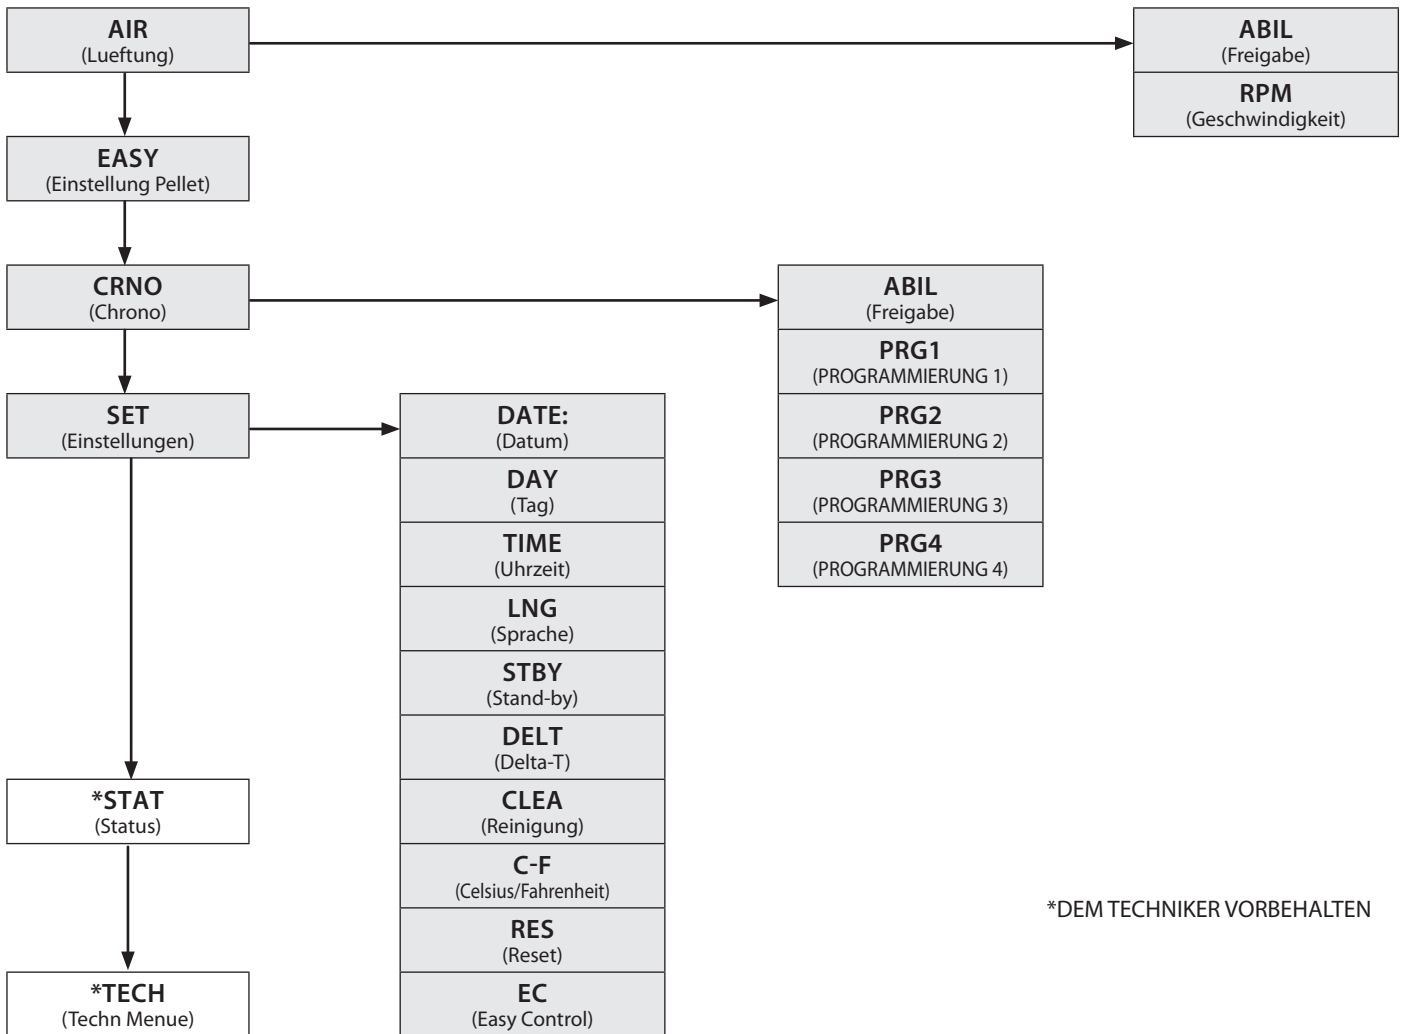 AIR
(Lueftung)
ABIL
(Freigabe)
RPM
(Geschwindigkeit)
EASY
(Einstellung Pellet)
CRNO
(Chrono)
ABIL
(Freigabe)
PRG1
(PROGRAMMIERUNG 1)
PRG2
(PROGRAMMIERUNG 2)
PRG3
(PROGRAMMIERUNG 3)
PRG4
(PROGRAMMIERUNG 4)
SET
(Einstellungen)
DATE:
(Datum)
DAY
(Tag)
TIME
(Uhrzeit)
LNG
(Sprache)
STBY
(Stand-by)
DELT
(Delta-T)
CLEA
(Reinigung)
C-F
(Celsius/Fahrenheit)
RES
(Reset)
EC
(Easy Control)
*STAT
(Status)
*TECH
(Techn Menue)
*DEM TECHNIKER VORBEHALTEN